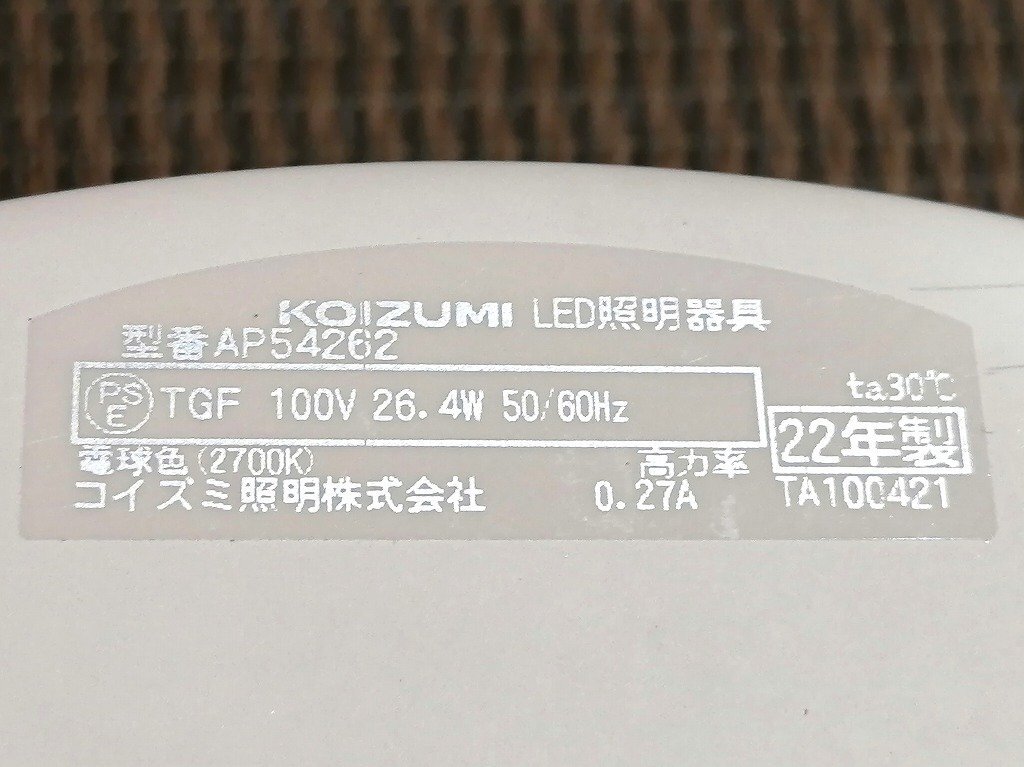 KOIZUMI LED照明器具
型番AP54262
PS E TGF 100V 26.4W 50/60Hz
ta30℃
22年製
電球色(2700K) 高力率
コイズミ照明株式会社 0.27A TA100421